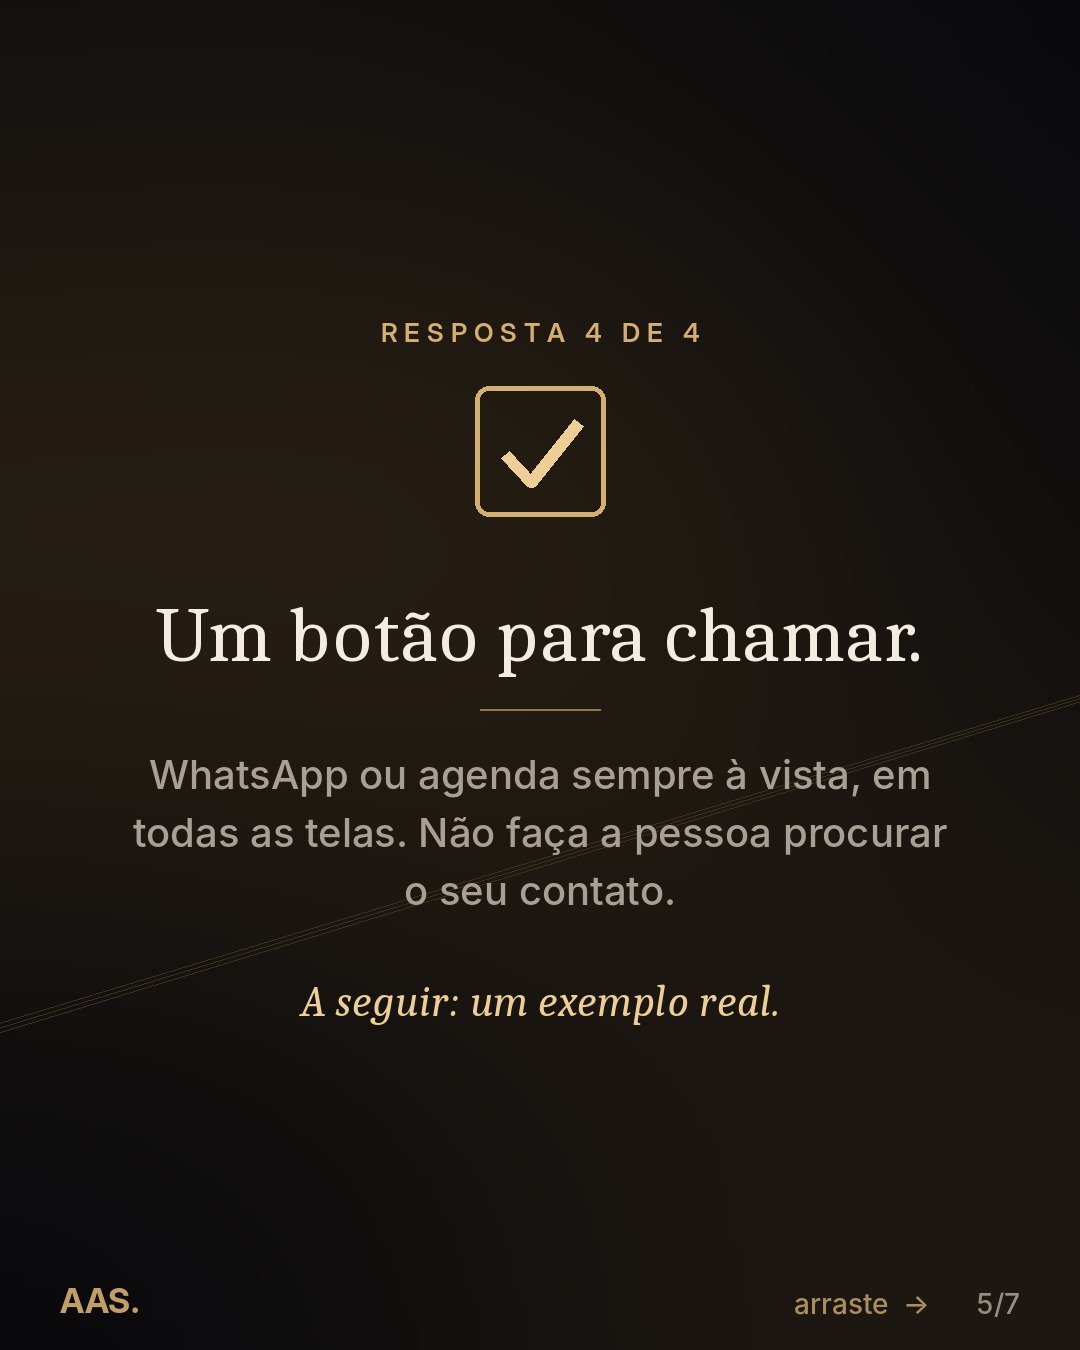 RESPOSTA 4 DE 4
Um botão para chamar.
WhatsApp ou agenda sempre à vista, em
todas as telas. Não faça a pessoa procurar
o seu contato.
A seguir: um exemplo real.
AAS.
arraste → 5/7